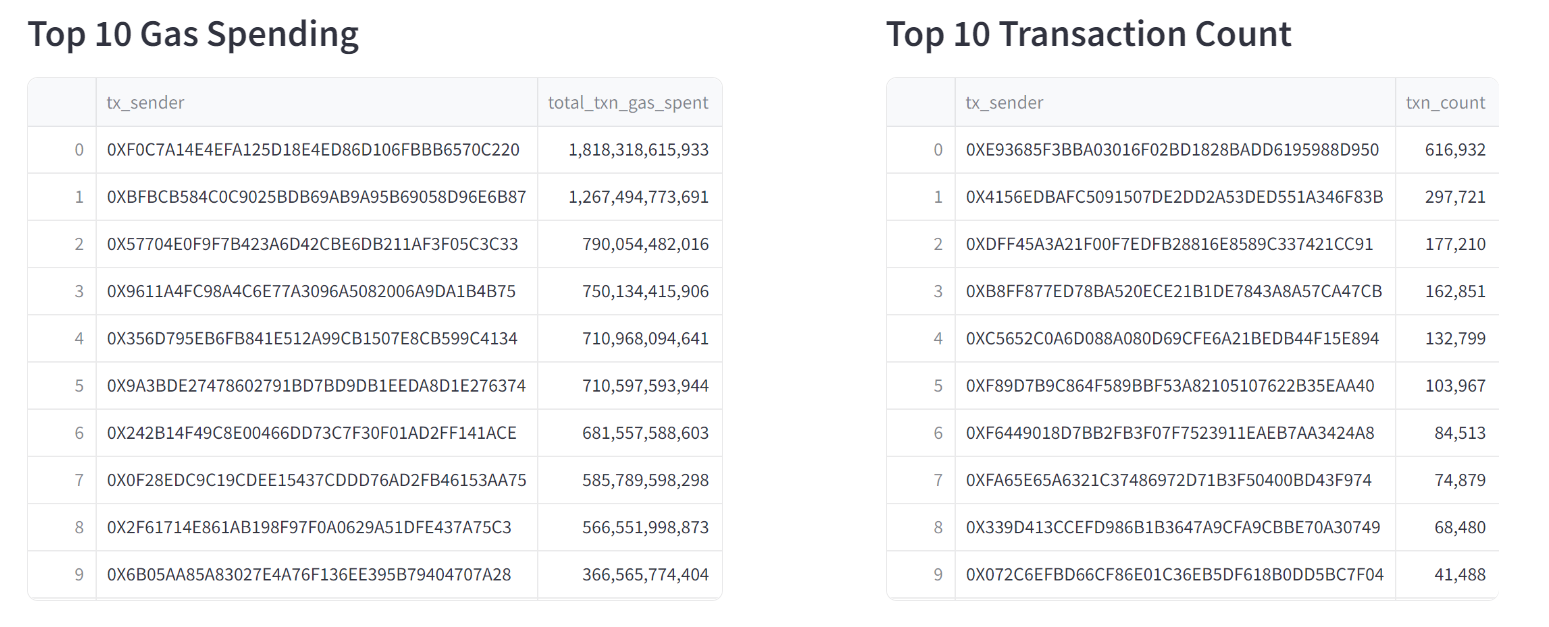 Top 10 Gas Spending
tx_sender total_txn_gas_spent
0 0XF0C7A14E4EFA125D18E4ED86D106FBBB6570C220 1,818,318,615,933
1 0XBFBCB584C0C9025BDB69AB9A95B69058D96E6B87 1,267,494,773,691
2 0X57704E0F9F7B423A6D42CBE6DB211AF3F05C3C33 790,054,482,016
3 0X9611A4FC98A4C6E77A3096A5082006A9DA1B4B75 750,134,415,906
4 0X356D795EB6FB841E512A99CB1507E8CB599C4134 710,968,094,641
5 0X9A3BDE27478602791BD7BD9DB1EEDA8D1E276374 710,597,593,944
6 0X242B14F49C8E00466DD73C7F30F01AD2FF141ACE 681,557,588,603
7 0X0F28EDC9C19CDEE15437CDDD76AD2FB46153AA75 585,789,598,298
8 0X2F61714E861AB198F97F0A0629A51DFE437A75C3 566,551,998,873
9 0X6B05AA85A83027E4A76F136EE395B79404707A28 366,565,774,404
Top 10 Transaction Count
tx_sender txn_count
0 0XE93685F3BBA03016F02BD1828BADD6195988D950 616,932
1 0X4156EDBAFC5091507DE2DD2A53DED551A346F83B 297,721
2 0XDFF45A3A21F00F7EDFB28816E8589C337421CC91 177,210
3 0XB8FF877ED78BA520ECE21B1DE7843A8A57CA47CB 162,851
4 0XC5652C0A6D088A080D69CFE6A21BEDB44F15E894 132,799
5 0XF89D7B9C864F589BBF53A82105107622B35EAA40 103,967
6 0XF6449018D7BB2FB3F07F7523911EAEB7AA3424A8 84,513
7 0XFA65E65A6321C37486972D71B3F50400BD43F974 74,879
8 0X339D413CCEFD986B1B3647A9CFA9CBBE70A30749 68,480
9 0X072C6EFBD66CF86E01C36EB5DF618B0DD5BC7F04 41,488